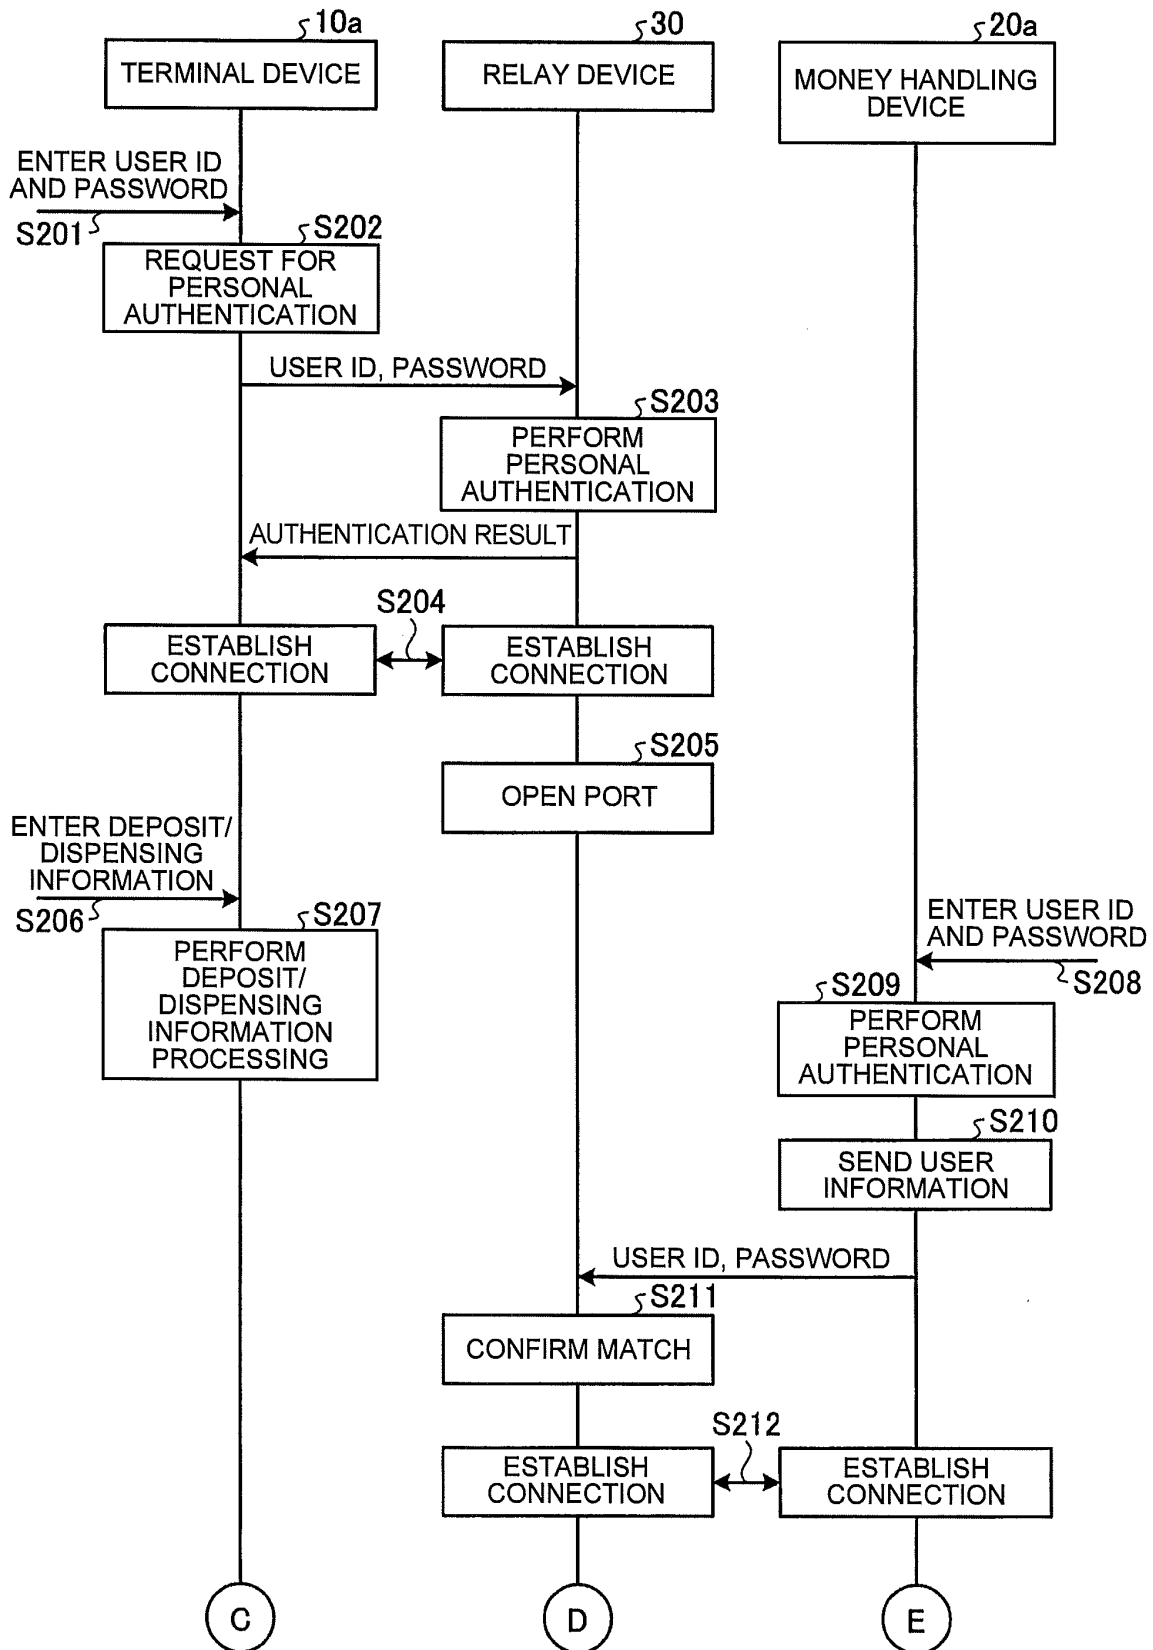 10a
30
20a
TERMINAL DEVICE
RELAY DEVICE
MONEY HANDLING
DEVICE
ENTER USER ID
AND PASSWORD
S201
S202
REQUEST FOR
PERSONAL
AUTHENTICATION
USER ID, PASSWORD
S203
PERFORM
PERSONAL
AUTHENTICATION
AUTHENTICATION RESULT
S204
ESTABLISH
CONNECTION
ESTABLISH
CONNECTION
S205
OPEN PORT
ENTER DEPOSIT/
DISPENSING
INFORMATION
S206
S207
PERFORM
DEPOSIT/
DISPENSING
INFORMATION
PROCESSING
ENTER USER ID
AND PASSWORD
S208
S209
PERFORM
PERSONAL
AUTHENTICATION
S210
SEND USER
INFORMATION
USER ID, PASSWORD
S211
CONFIRM MATCH
S212
ESTABLISH
CONNECTION
ESTABLISH
CONNECTION
C
D
E